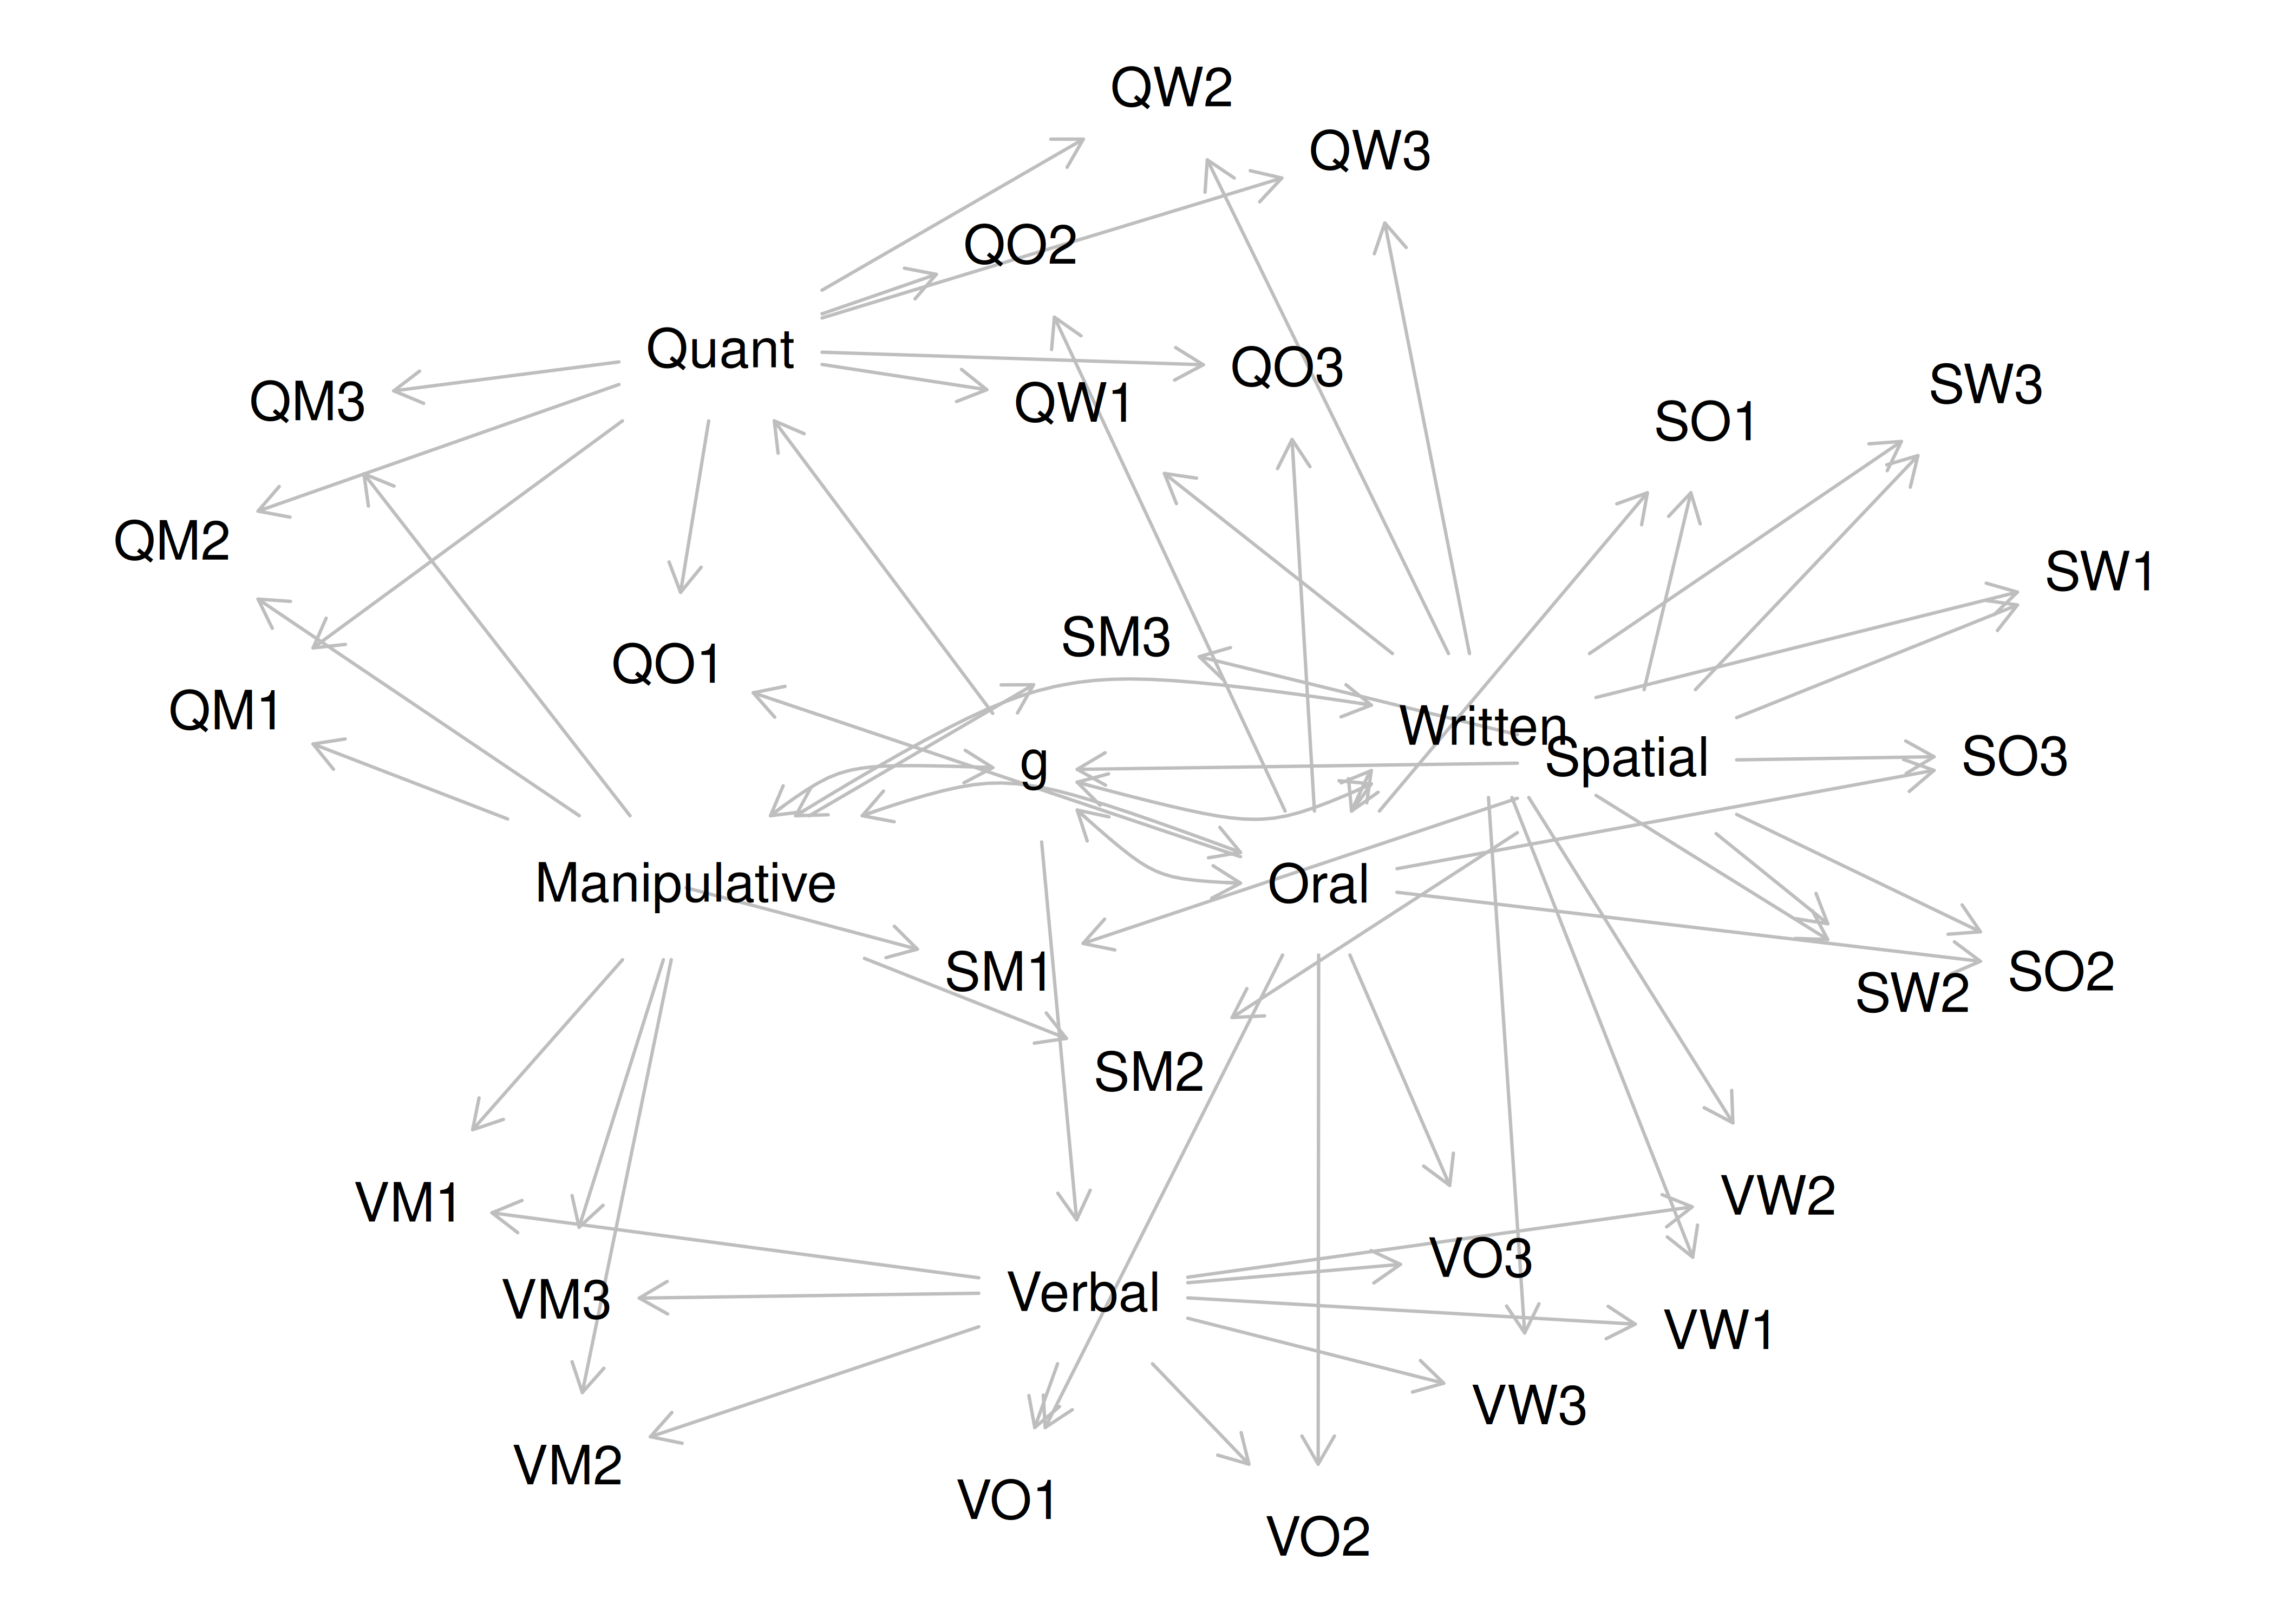 QW2
QW3
QO2
Quant
QO3
SW3
QM3
QW1
SO1
QM2
SW1
SM3
QO1
QM1
Written
g
Spatial
SO3
Manipulative
Oral
SM1
SO2
SW2
SM2
VW2
VM1
VO3
Verbal
VM3
VW1
VW3
VM2
VO1
VO2